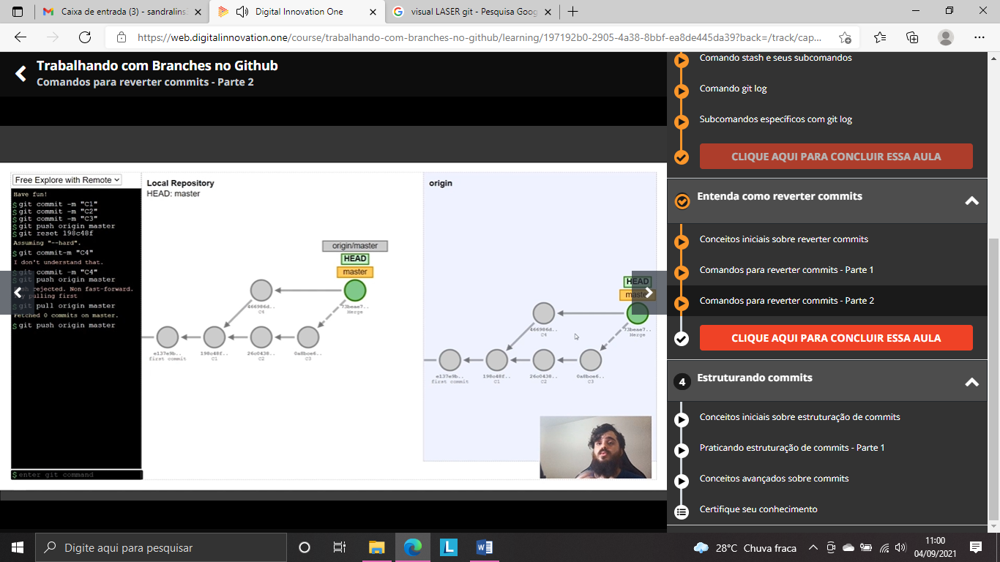 Caixa de entrada (3) - sandralins
Digital Innovation One
visual LASER git - Pesquisa Goog
https://web.digitalinnovation.one/course/trabalhando-com-branches-no-github/learning/197192b0-2905-4a38-8bbf-ea8de445da39?back=/track/cap...
Trabalhando com Branches no Github
Comandos para reverter commits - Parte 2
Free Explore with Remote
Have fun!
$ git commit -m "C1"
$ git commit -m "C2"
$ git commit -m "C3"
$ git push origin master
$ git reset 198c48f
Assuming "--hard".
$ git commit-m "C4"
I don't understand that.
$ git commit -m "C4"
$ git push origin master
rejected. Non fast-forward.
pulling first
git pull origin master
Fetched 0 commits on master.
$ git push origin master
$ enter git command
Local Repository
HEAD: master
origin/master
HEAD
master
466986d..
C4
73beae7..
Merge
e137e9b..
first commit
198c48f..
C1
26c0438..
C2
0a8boe6..
C3
origin
HEAD
master
466986d..
C4
73beae7..
Merge
e137e9b..
first commit
198c48f..
C1
26c0438..
C2
0a8boe6..
C3
Comando stash e seus subcomandos
Comando git log
Subcomandos específicos com git log
CLIQUE AQUI PARA CONCLUIR ESSA AULA
Entenda como reverter commits
Conceitos iniciais sobre reverter commits
Comandos para reverter commits - Parte 1
Comandos para reverter commits - Parte 2
CLIQUE AQUI PARA CONCLUIR ESSA AULA
4 Estruturando commits
Conceitos iniciais sobre estruturação de commits
Praticando estruturação de commits - Parte 1
Conceitos avançados sobre commits
Certifique seu conhecimento
Digite aqui para pesquisar
L
W
28°C Chuva fraca
11:00
04/09/2021